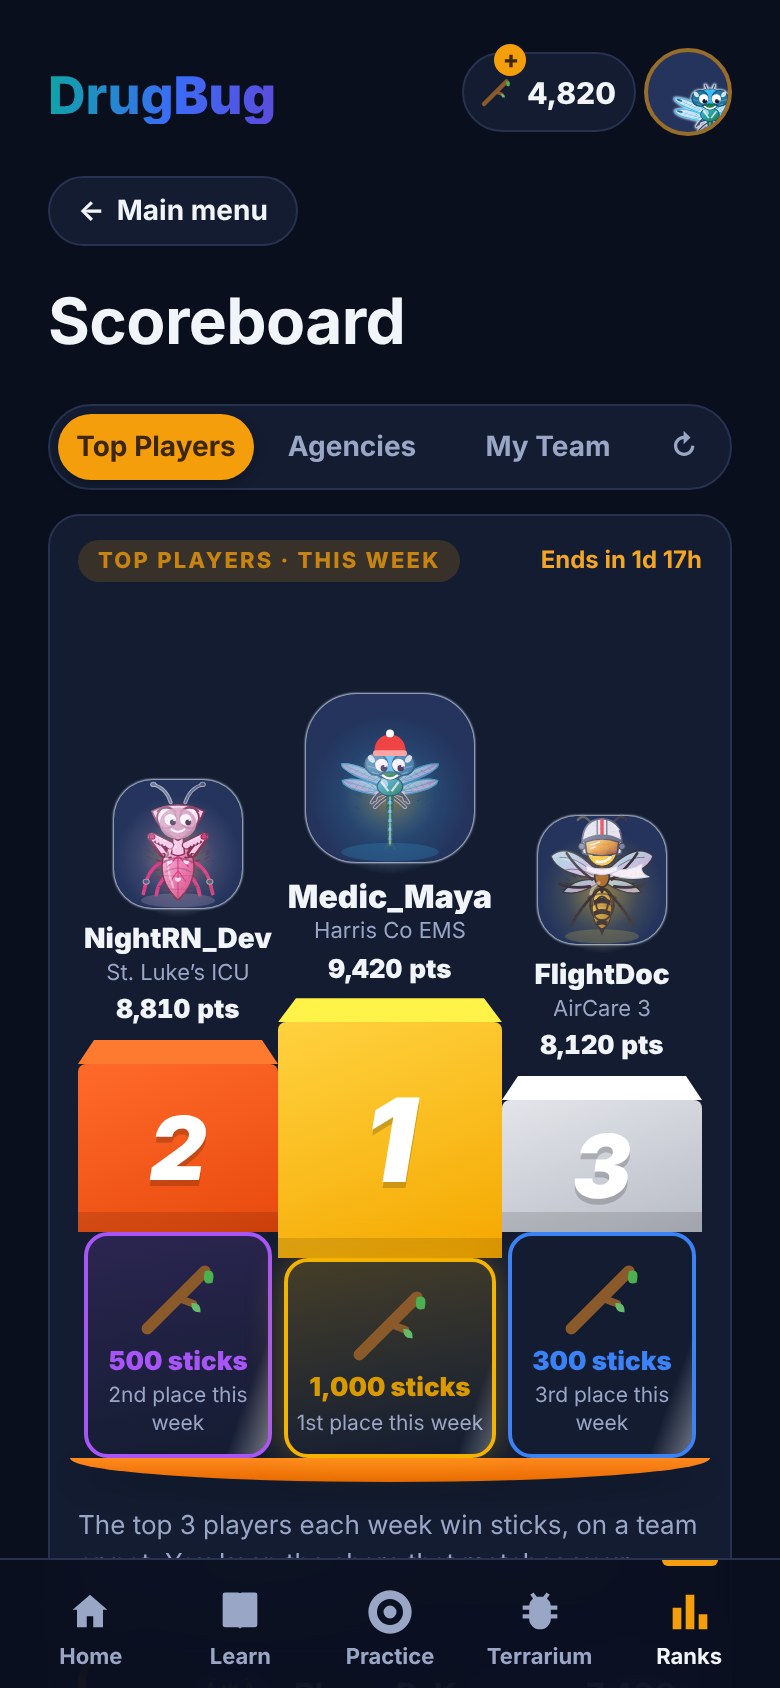 DrugBug
+
4,820
← Main menu
Scoreboard
Top Players
Agencies
My Team
↻
TOP PLAYERS · THIS WEEK
Ends in 1d 17h
NightRN_Dev
St. Luke’s ICU
8,810 pts
Medic_Maya
Harris Co EMS
9,420 pts
FlightDoc
AirCare 3
8,120 pts
2
1
3
500 sticks
2nd place this
week
1,000 sticks
1st place this week
300 sticks
3rd place this
week
The top 3 players each week win sticks, on a team
Home
Learn
Practice
Terrarium
Ranks